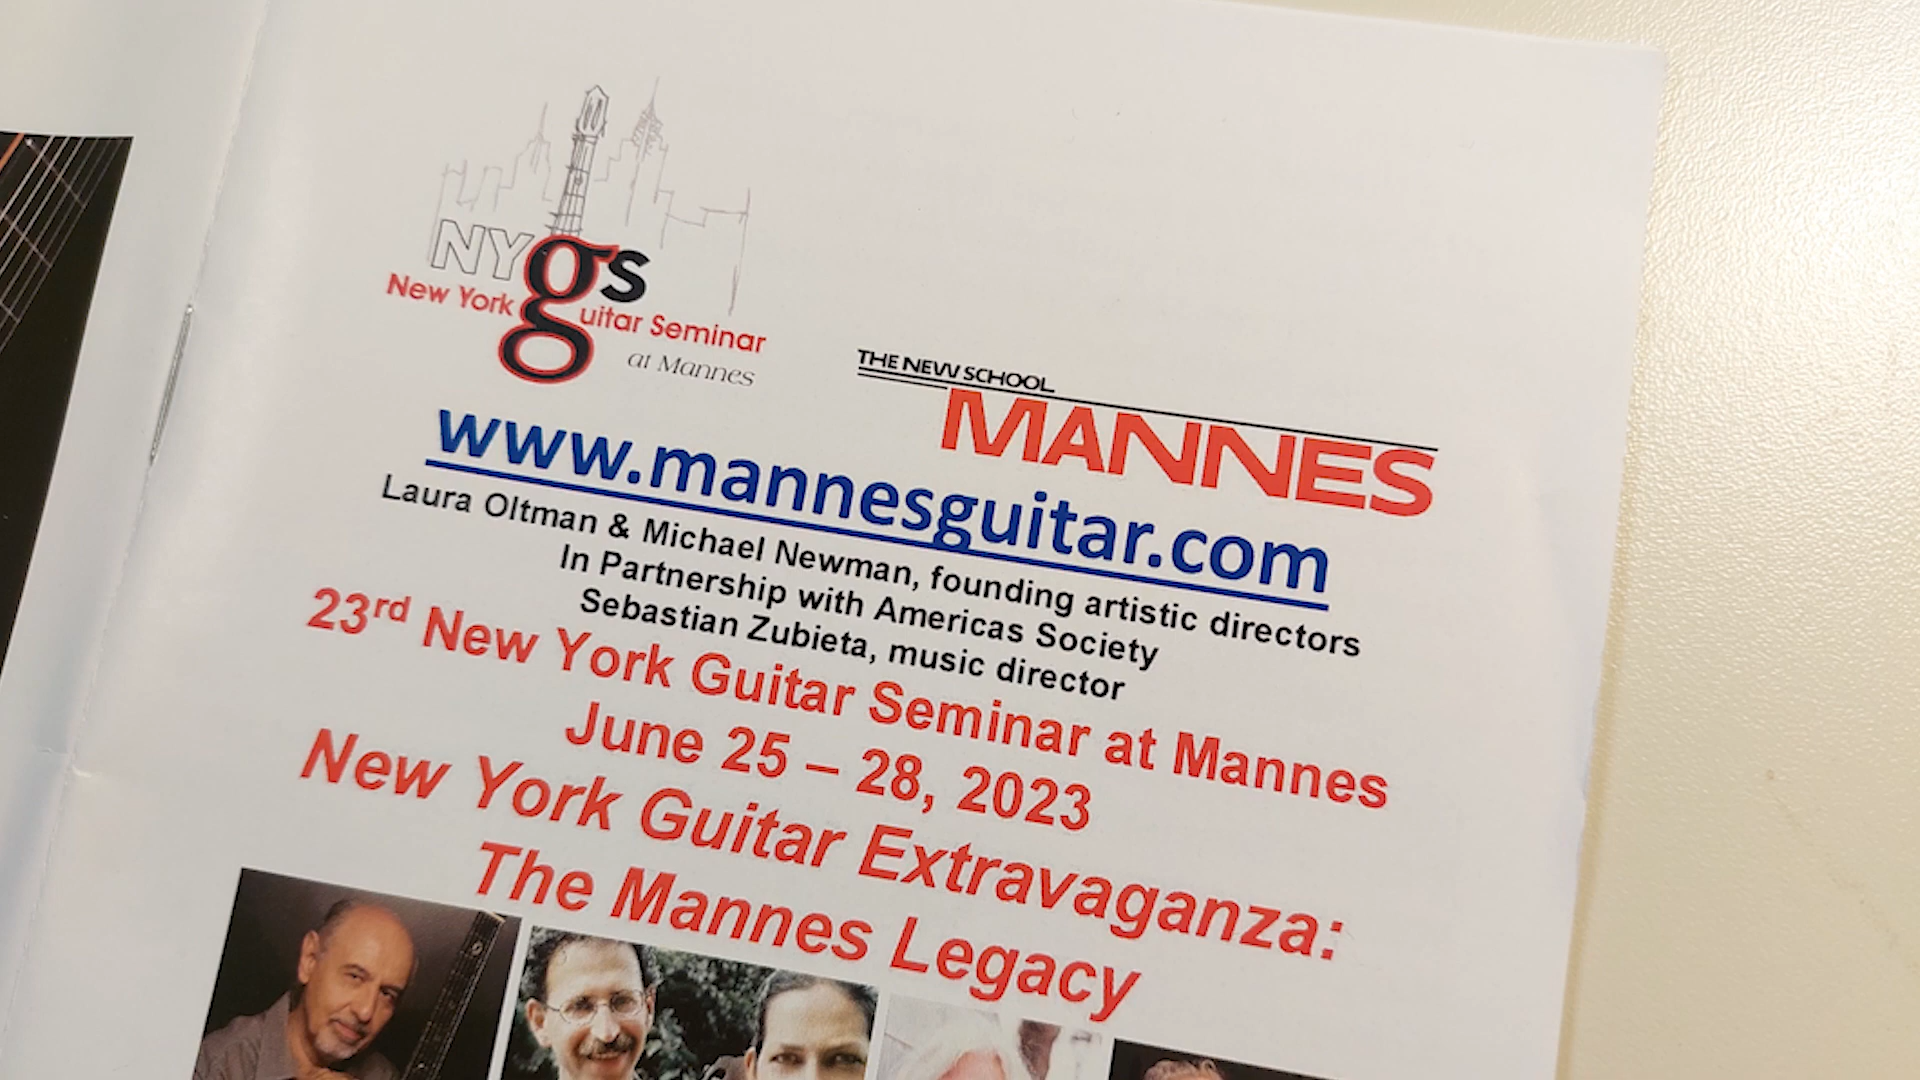 NYgs
New York guitar Seminar
at Mannes
THE NEW SCHOOL
MANNES
www.mannesguitar.com
Laura Oltman & Michael Newman, founding artistic directors
In Partnership with Americas Society
Sebastian Zubieta, music director
23rd New York Guitar Seminar at Mannes
June 25 – 28, 2023
New York Guitar Extravaganza:
The Mannes Legacy